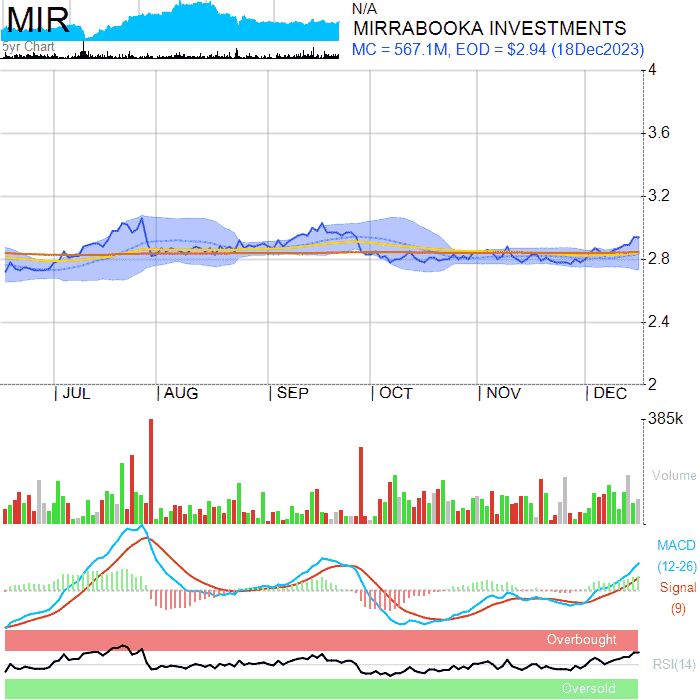 MIR
5yr Chart
N/A
MIRRABOOKA INVESTMENTS
MC = 567.1M, EOD = $2.94 (18Dec2023)
4
3.6
3.2
2.8
2.4
2
JUL AUG SEP OCT NOV DEC
385k
Volume
MACD
(12-26)
Signal
(9)
Overbought
RSI(14)
Oversold